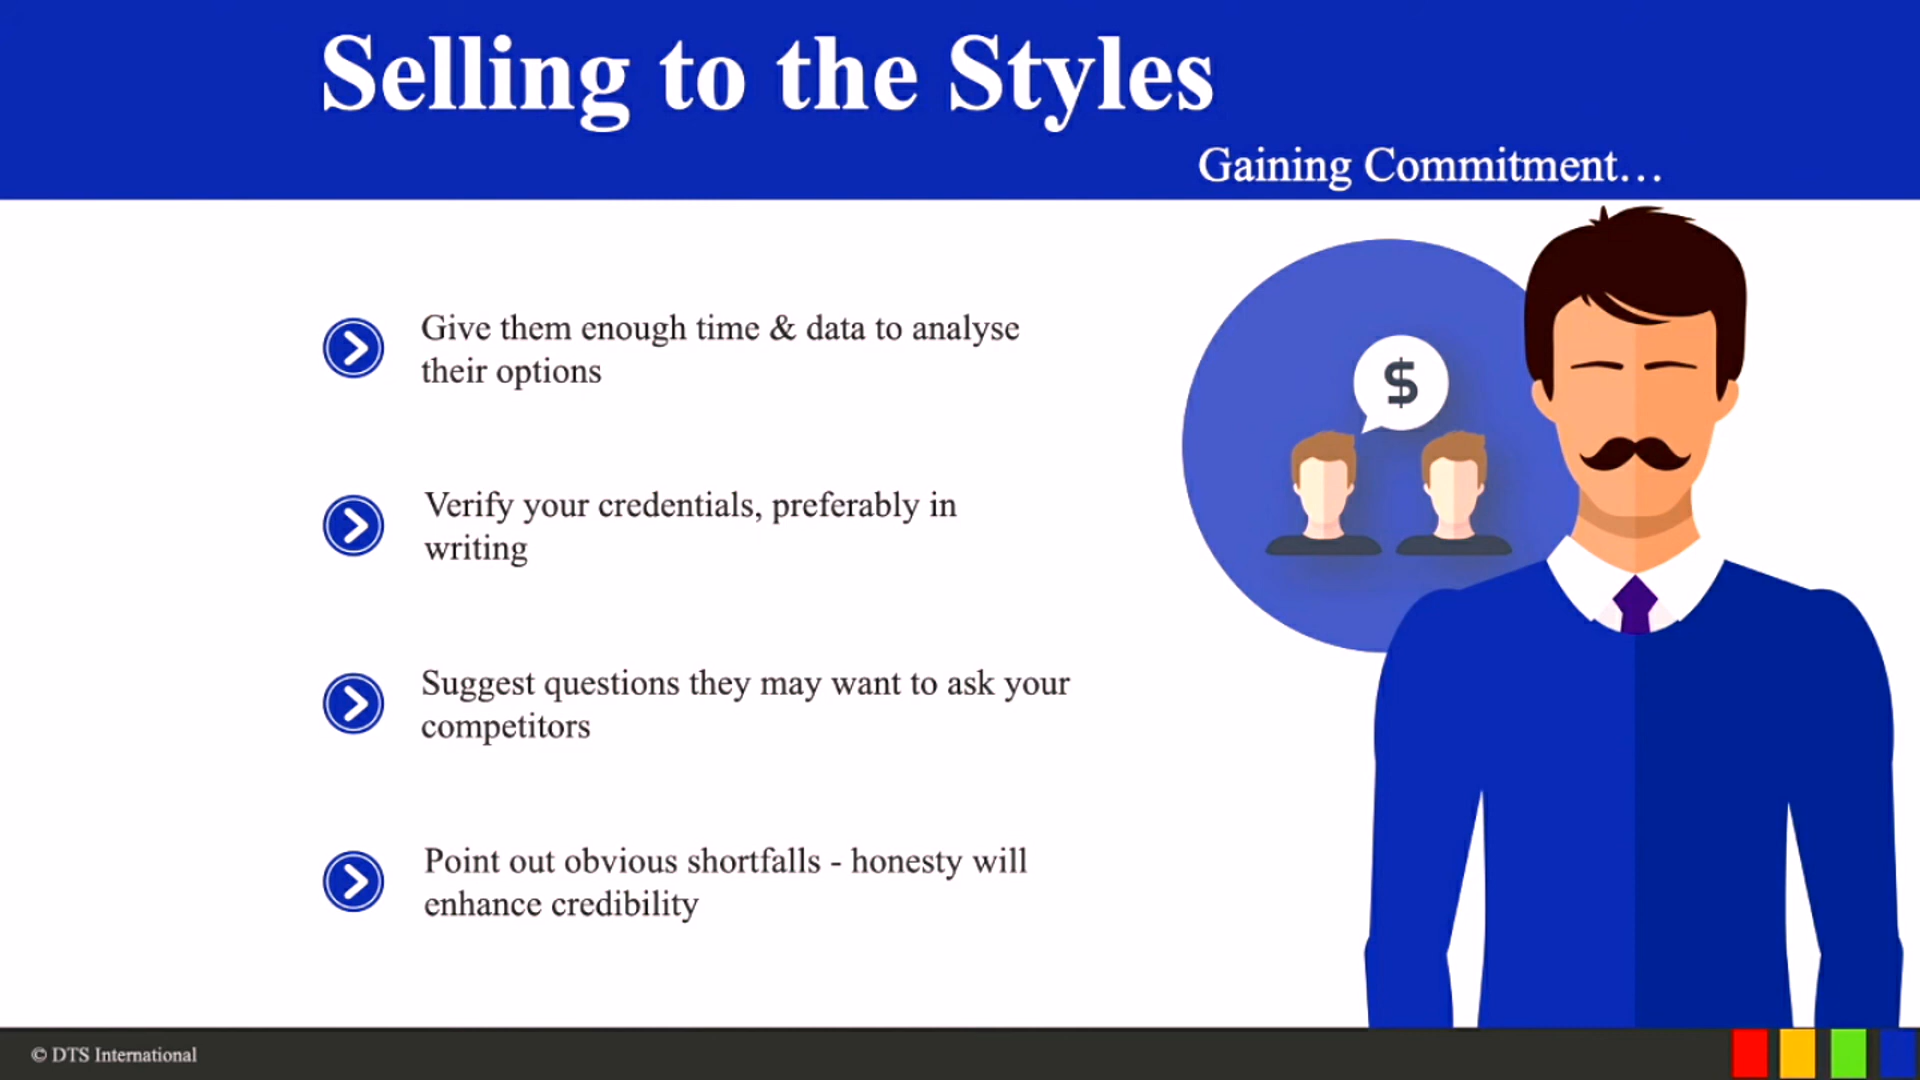 Selling to the Styles
Gaining Commitment...
Give them enough time & data to analyse
their options
$
Verify your credentials, preferably in
writing
Suggest questions they may want to ask your
competitors
Point out obvious shortfalls - honesty will
enhance credibility
© DTS International